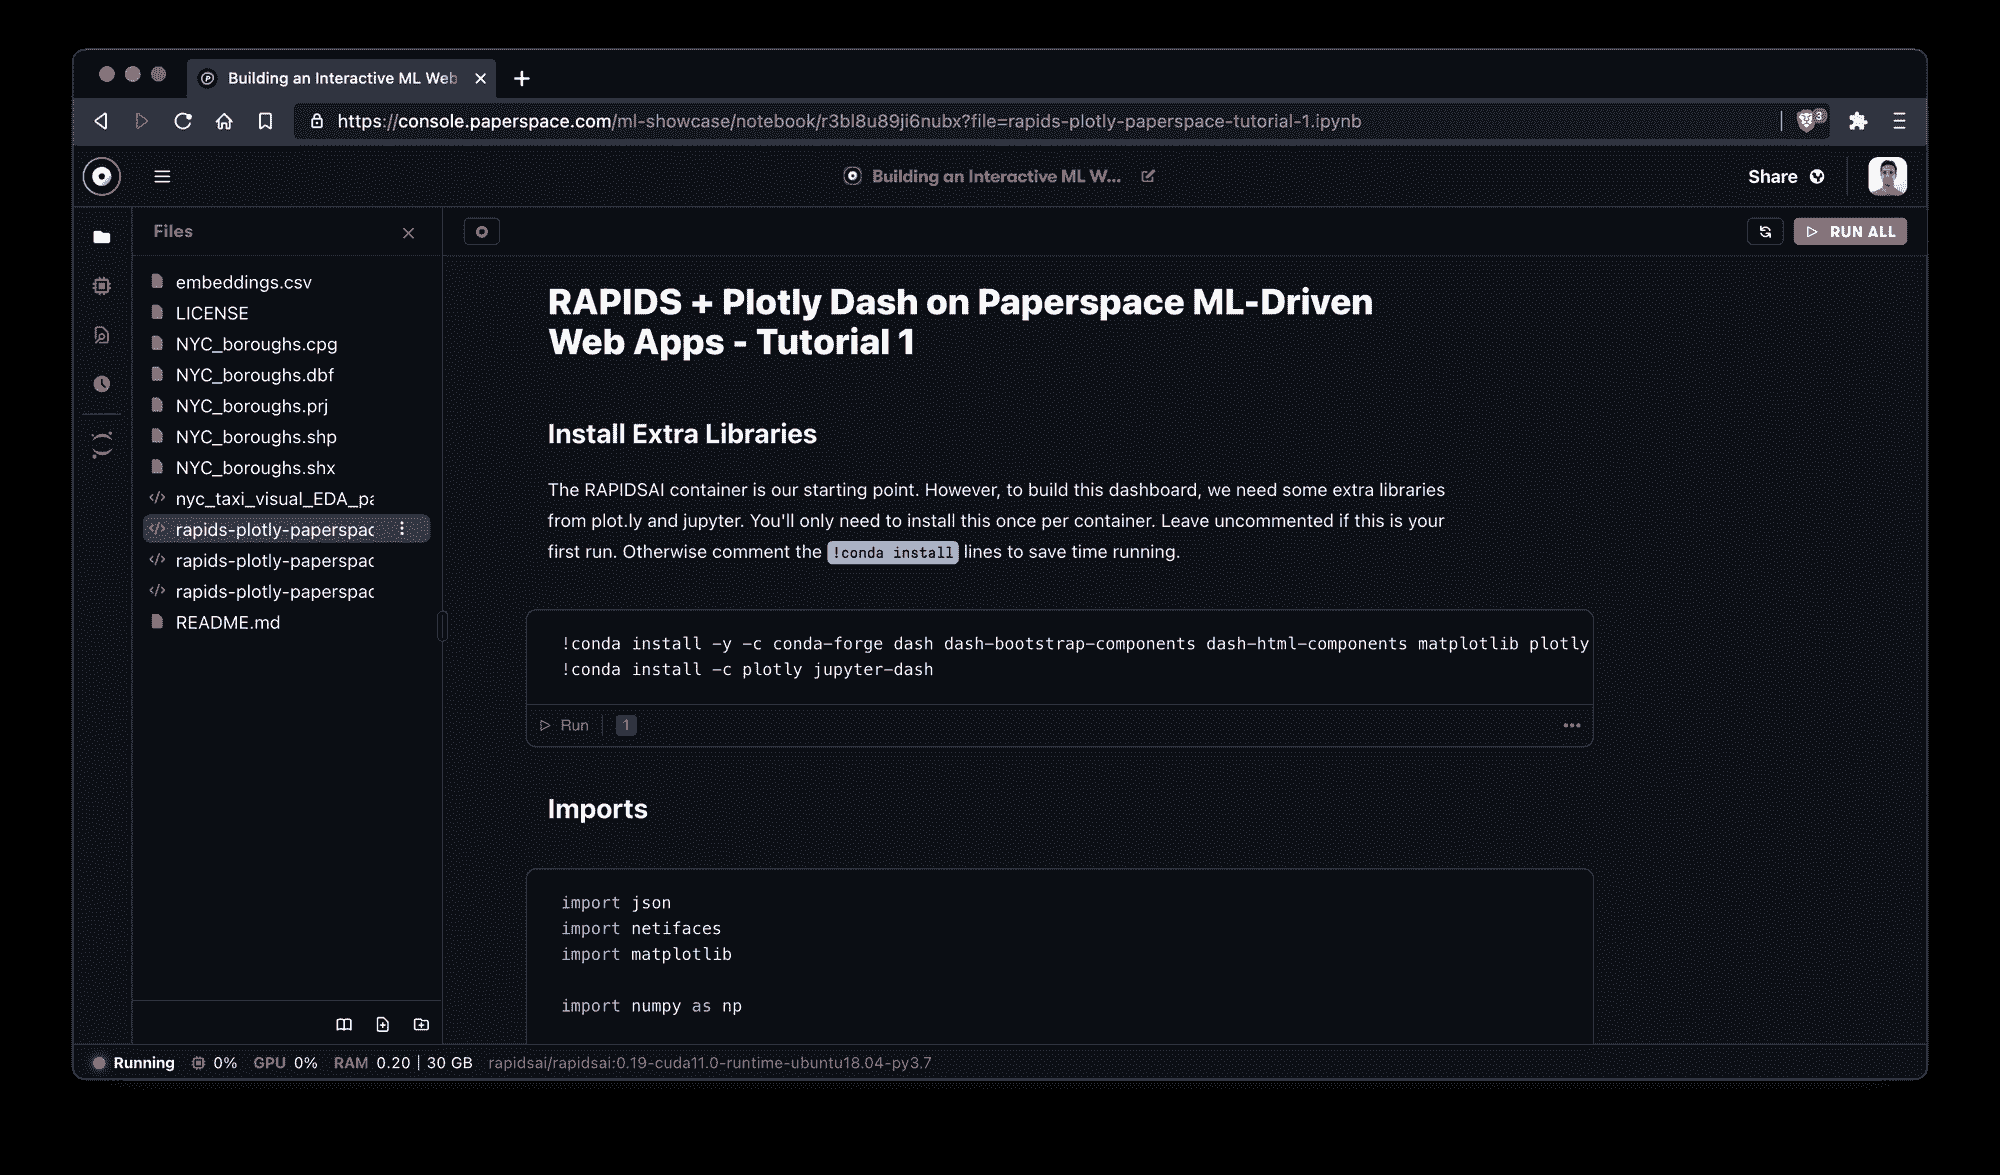 Building an Interactive ML Web
https://console.paperspace.com/ml-showcase/notebook/r3bl8u89ji6nubx?file=rapids-plotly-paperspace-tutorial-1.ipynb
3
Building an Interactive ML W...
Share
Files
RUN ALL
embeddings.csv
LICENSE
NYC_boroughs.cpg
NYC_boroughs.dbf
NYC_boroughs.prj
NYC_boroughs.shp
NYC_boroughs.shx
nyc_taxi_visual_EDA_pa
rapids-plotly-paperspac
rapids-plotly-paperspac
rapids-plotly-paperspac
README.md
RAPIDS + Plotly Dash on Paperspace ML-Driven
Web Apps - Tutorial 1
Install Extra Libraries
The RAPIDSAI container is our starting point. However, to build this dashboard, we need some extra libraries
from plot.ly and jupyter. You'll only need to install this once per container. Leave uncommented if this is your
first run. Otherwise comment the !conda install lines to save time running.
!conda install -y -c conda-forge dash dash-bootstrap-components dash-html-components matplotlib plotly
!conda install -c plotly jupyter-dash
Run 1
Imports
import json
import netifaces
import matplotlib
import numpy as np
Running 0% GPU 0% RAM 0.20 | 30 GB rapidsai/rapidsai:0.19-cuda11.0-runtime-ubuntu18.04-py3.7